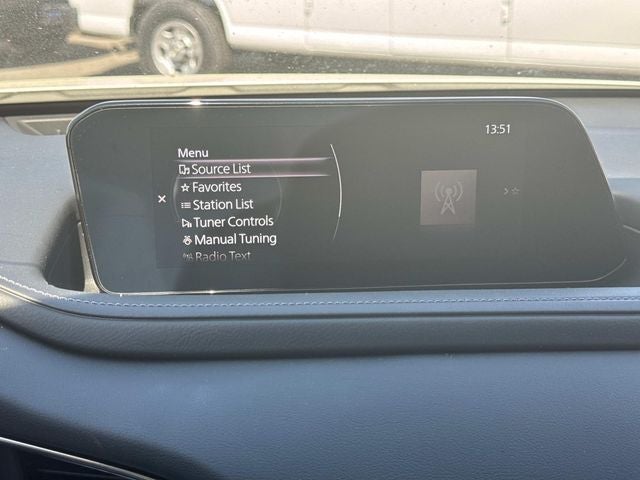 13:51
Menu
Source List
Favorites
Station List
Tuner Controls
Manual Tuning
Radio Text